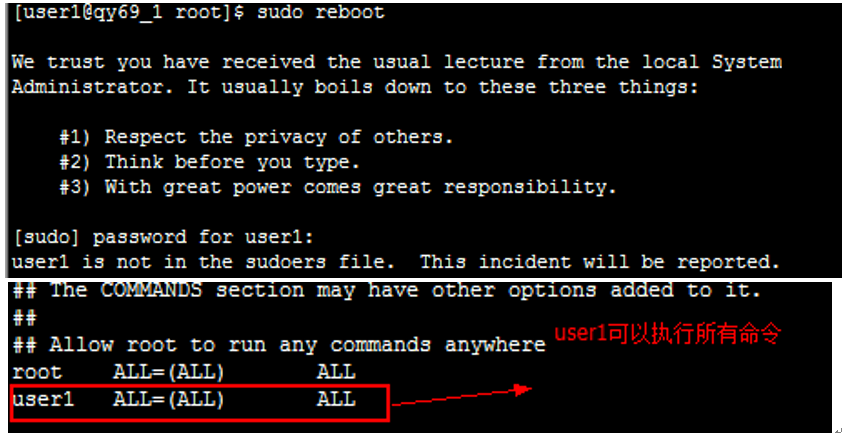 [user1@qy69_1 root]$ sudo reboot
We trust you have received the usual lecture from the local System
Administrator. It usually boils down to these three things:
#1) Respect the privacy of others.
#2) Think before you type.
#3) With great power comes great responsibility.
[sudo] password for user1:
user1 is not in the sudoers file.  This incident will be reported.
## The COMMANDS section may have other options added to it.
##
## Allow root to run any commands anywhere
user1可以执行所有命令
root    ALL=(ALL)       ALL
user1   ALL=(ALL)       ALL